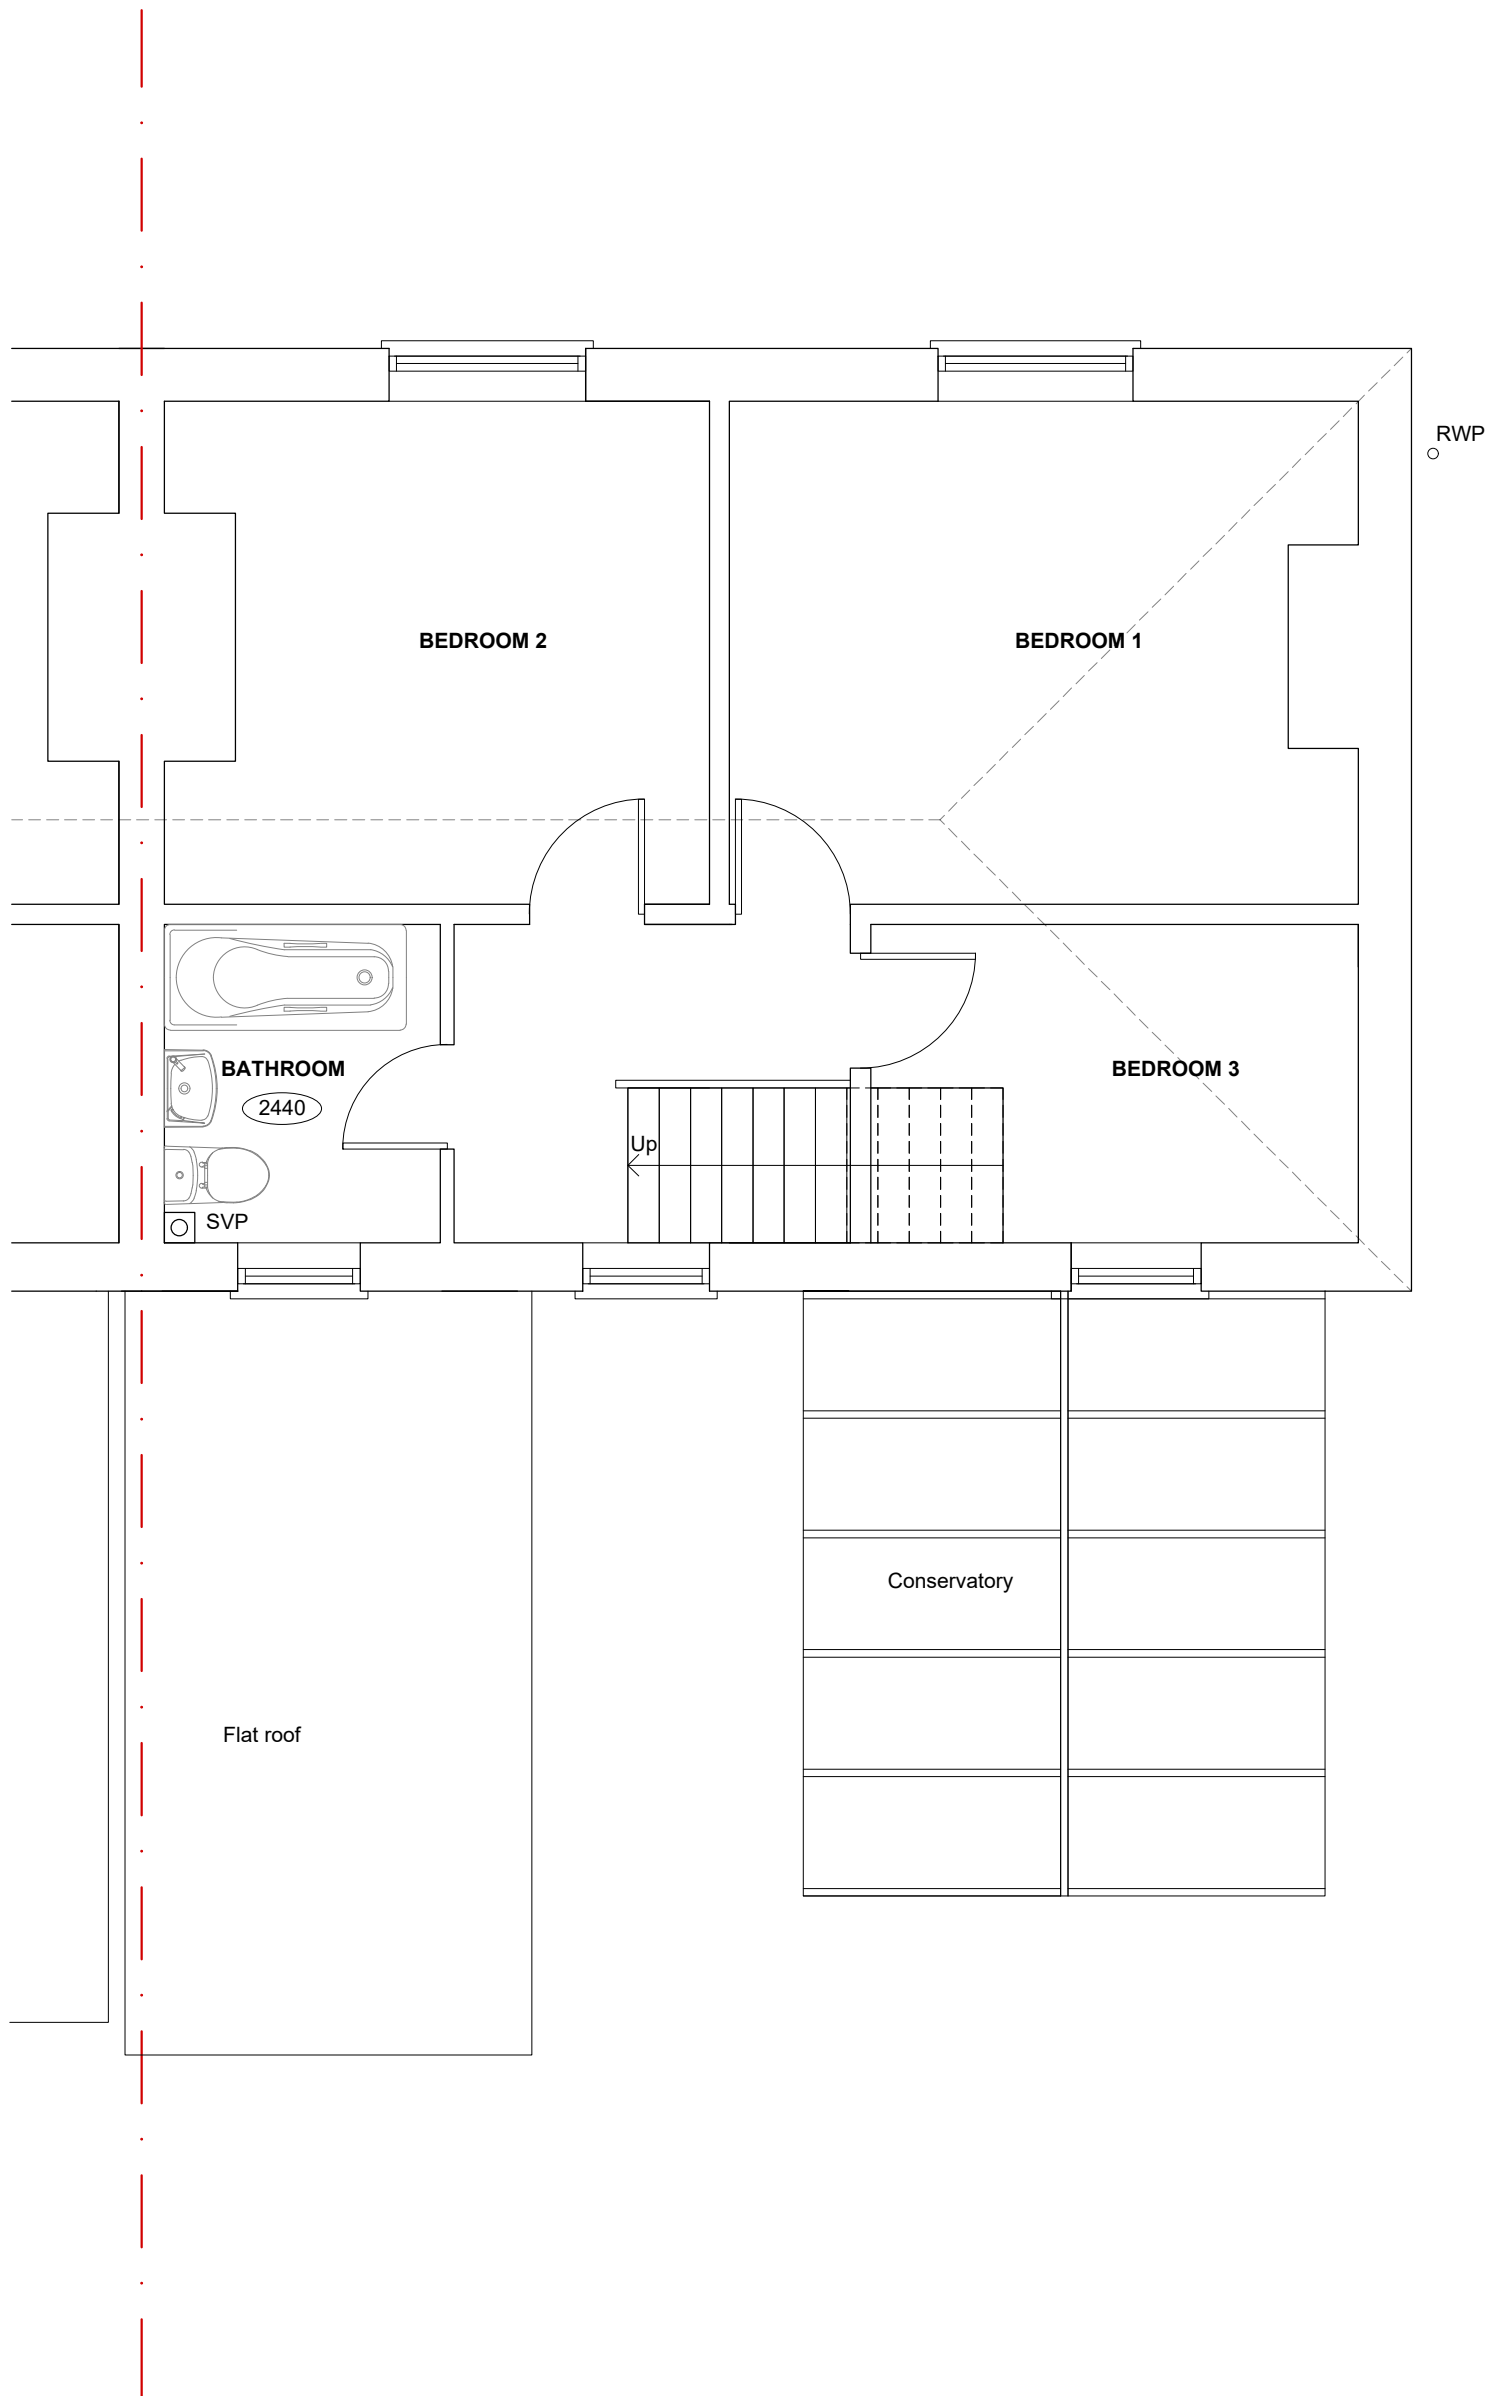 RWP
BEDROOM 2
BEDROOM 1
BATHROOM
BEDROOM 3
2440
Up
SVP
Conservatory
Flat roof